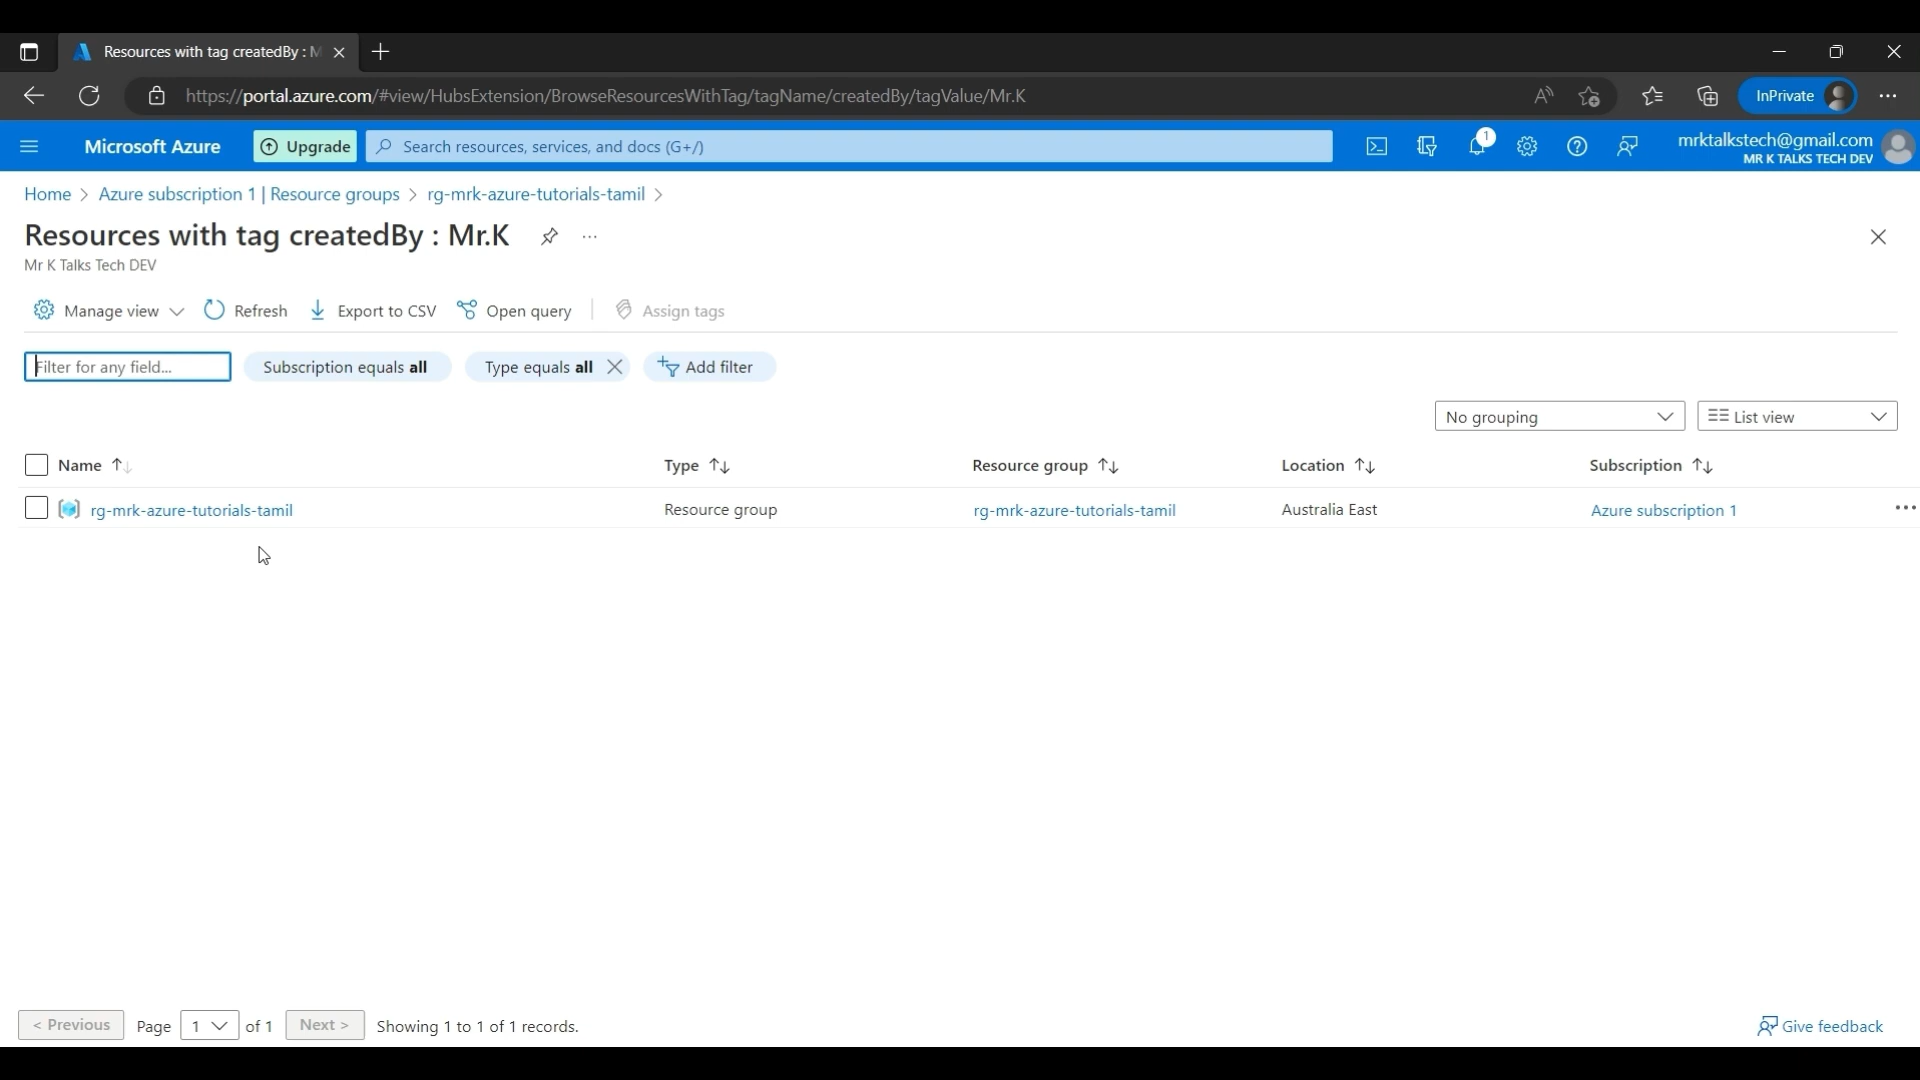 Resources with tag createdBy : M
https://portal.azure.com/#view/HubsExtension/BrowseResourcesWithTag/tagName/createdBy/tagValue/Mr.K
InPrivate
Microsoft Azure
Upgrade
Search resources, services, and docs (G+/)
1
mrktalkstech@gmail.com
MR K TALKS TECH DEV
Home > Azure subscription 1 | Resource groups > rg-mrk-azure-tutorials-tamil >
Resources with tag createdBy : Mr.K
Mr K Talks Tech DEV
Manage view Refresh Export to CSV Open query Assign tags
Filter for any field... Subscription equals all Type equals all Add filter
No grouping List view
Name Type Resource group Location Subscription
rg-mrk-azure-tutorials-tamil Resource group rg-mrk-azure-tutorials-tamil Australia East Azure subscription 1
< Previous Page 1 of 1 Next > Showing 1 to 1 of 1 records. Give feedback